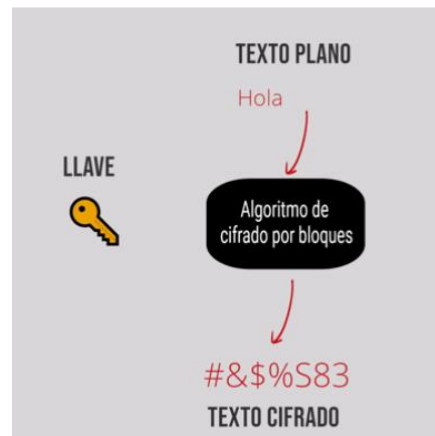 TEXTO PLANO
Hola
LLAVE
Algoritmo de
cifrado por bloques
#&$%S83
TEXTO CIFRADO